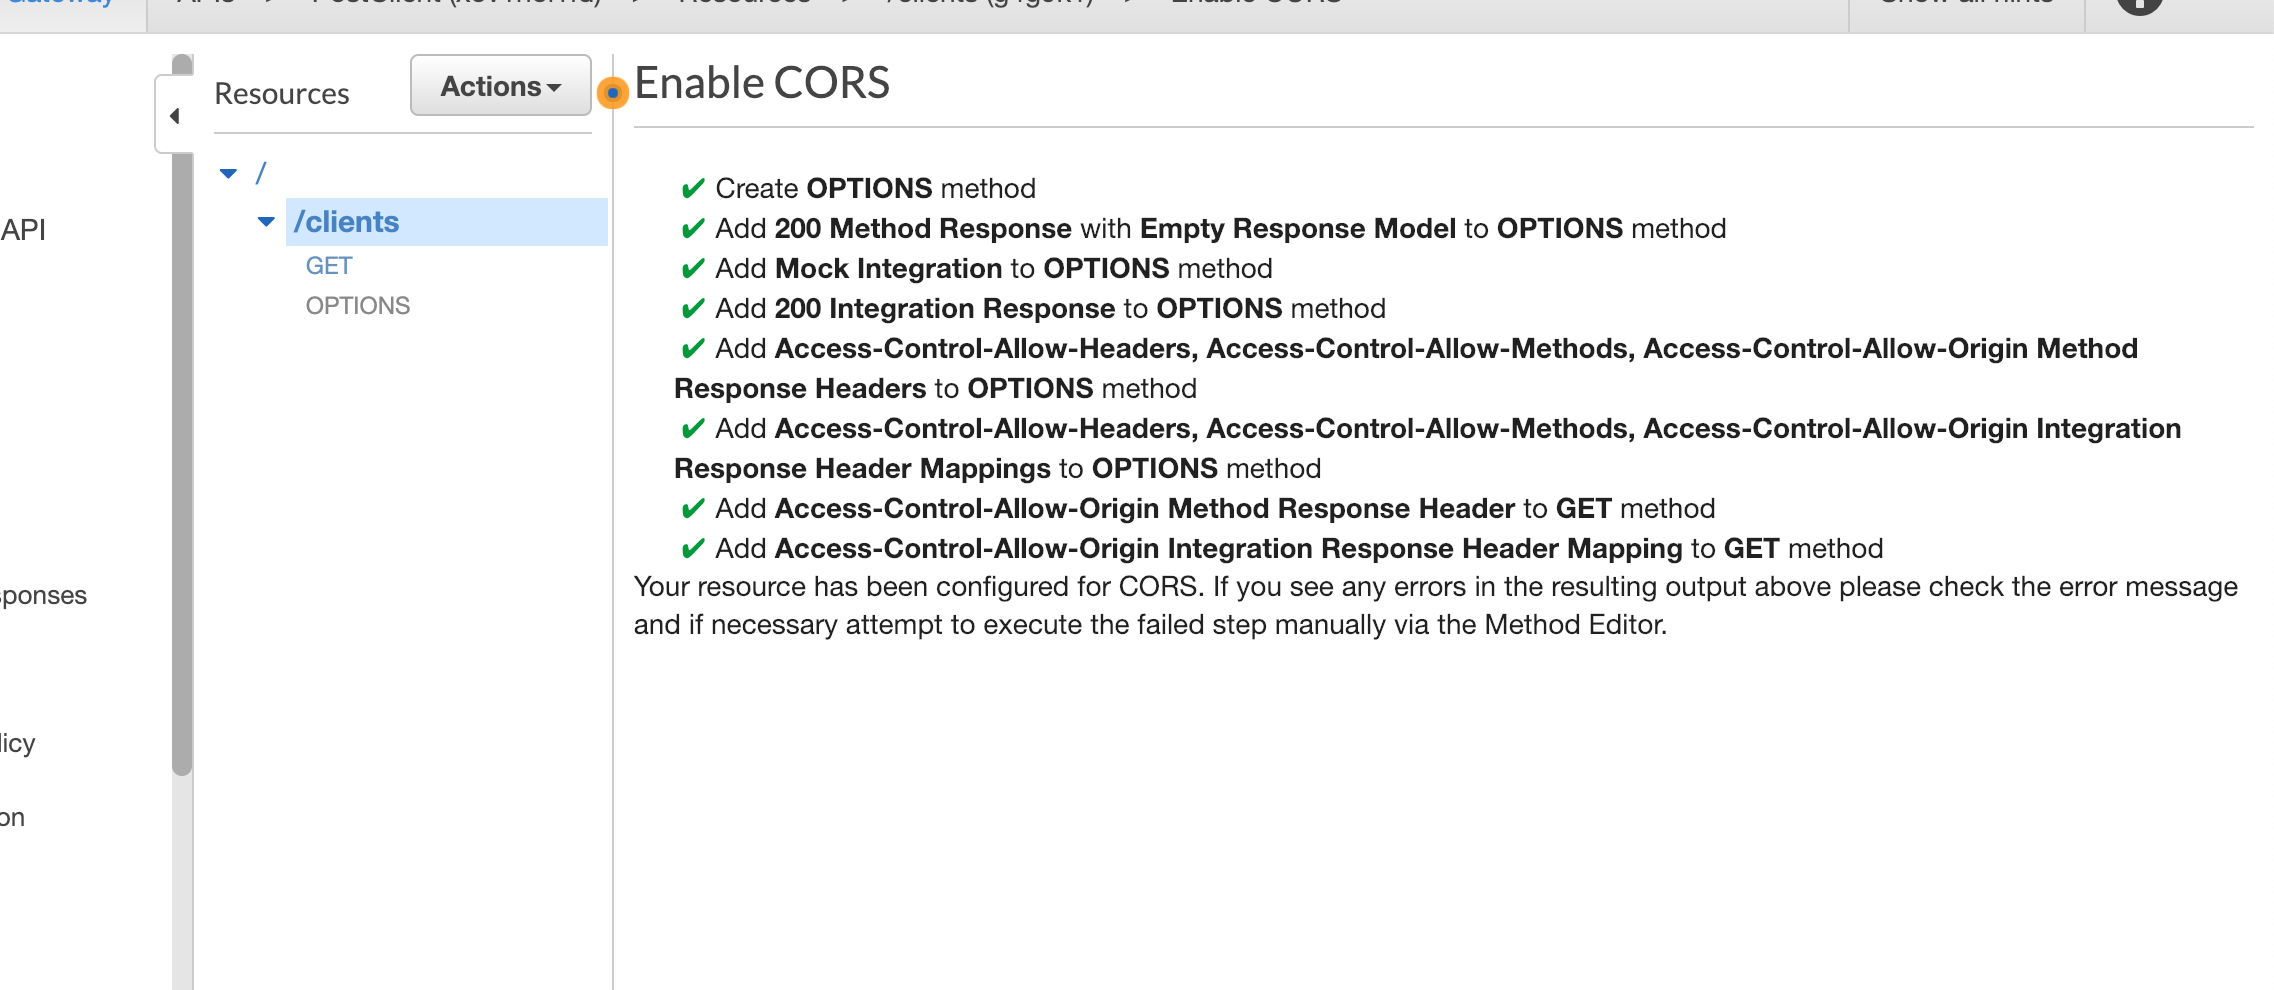 Resources
Actions
Enable CORS
/
/clients
GET
OPTIONS
API
sponses
licy
on
✔ Create OPTIONS method
✔ Add 200 Method Response with Empty Response Model to OPTIONS method
✔ Add Mock Integration to OPTIONS method
✔ Add 200 Integration Response to OPTIONS method
✔ Add Access-Control-Allow-Headers, Access-Control-Allow-Methods, Access-Control-Allow-Origin Method
Response Headers to OPTIONS method
✔ Add Access-Control-Allow-Headers, Access-Control-Allow-Methods, Access-Control-Allow-Origin Integration
Response Header Mappings to OPTIONS method
✔ Add Access-Control-Allow-Origin Method Response Header to GET method
✔ Add Access-Control-Allow-Origin Integration Response Header Mapping to GET method
Your resource has been configured for CORS. If you see any errors in the resulting output above please check the error message
and if necessary attempt to execute the failed step manually via the Method Editor.